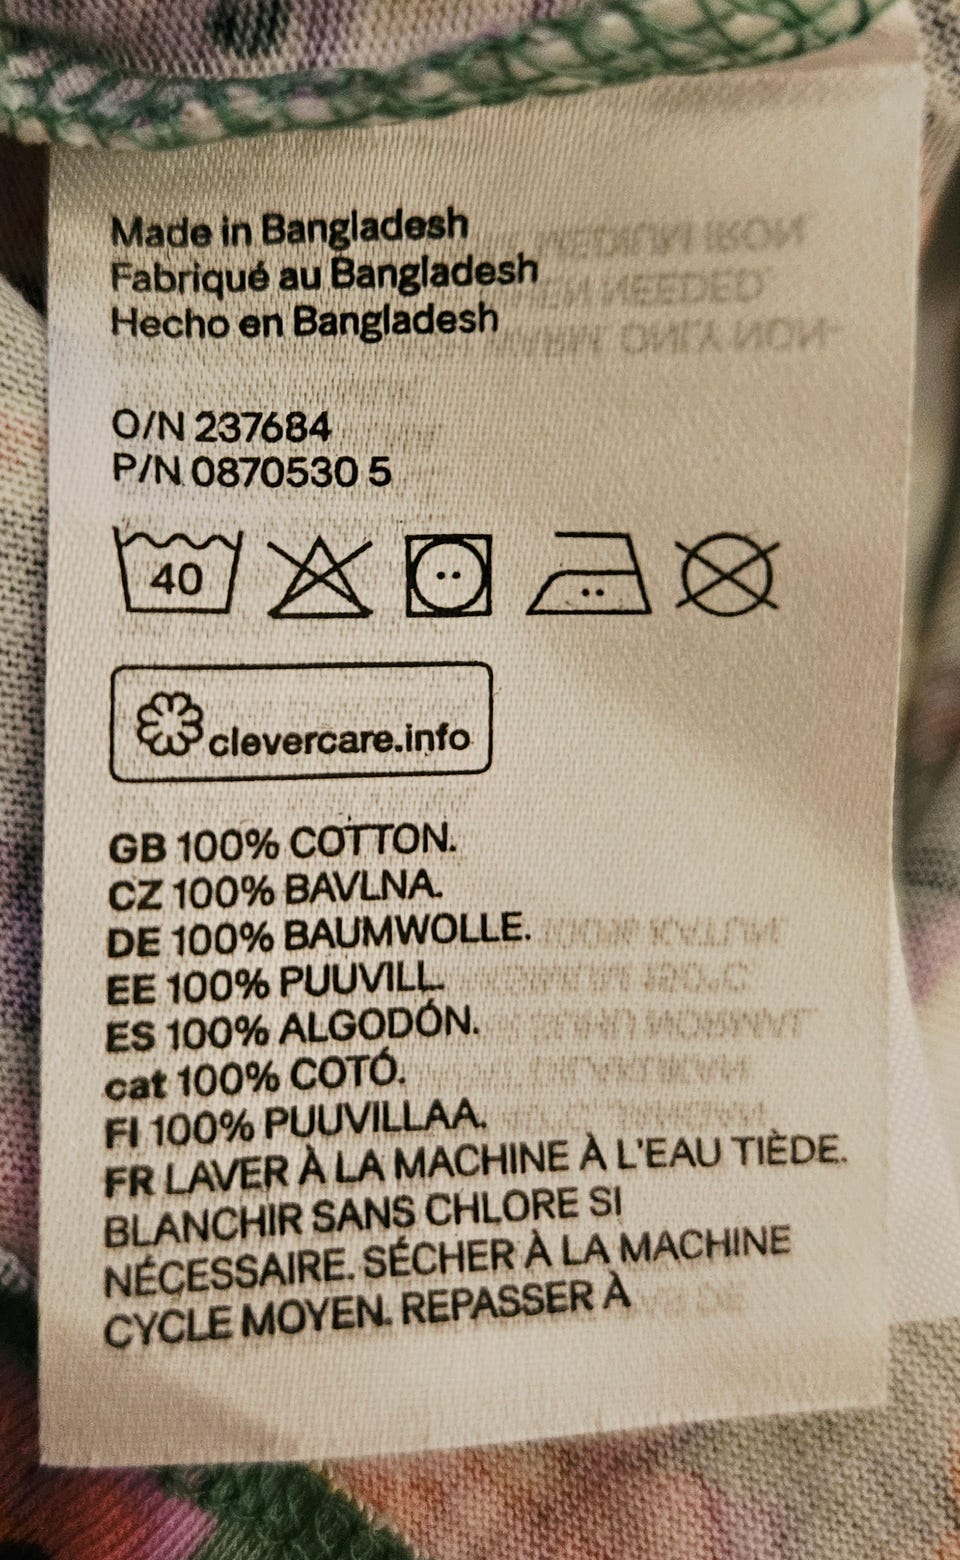 Made in Bangladesh
Fabriqué au Bangladesh
Hecho en Bangladesh
O/N 237684
P/N 0870530 5
40
clevercare.info
GB 100% COTTON.
CZ 100% BAVLNA.
DE 100% BAUMWOLLE.
EE 100% PUUVILL.
ES 100% ALGODÓN.
cat 100% COTÓ.
FI 100% PUUVILLAA.
FR LAVER À LA MACHINE À L'EAU TIÈDE.
BLANCHIR SANS CHLORE SI
NÉCESSAIRE. SÉCHER À LA MACHINE
CYCLE MOYEN. REPASSER À